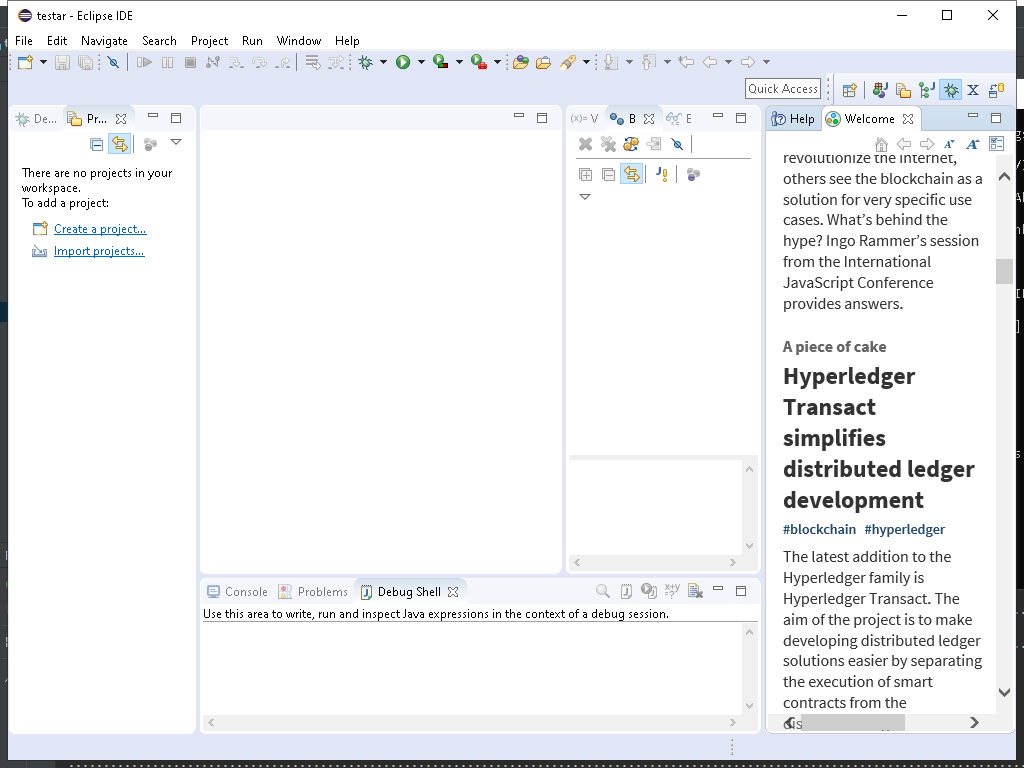 testar - Eclipse IDE
File Edit Navigate Search Project Run Window Help
Quick Access
De... Pr...
(x)= V B E
Help Welcome
There are no projects in your
workspace.
To add a project:
Create a project...
Import projects...
revolutionize the internet,
others see the blockchain as a
solution for very specific use
cases. What's behind the
hype? Ingo Rammer's session
from the International
JavaScript Conference
provides answers.
A piece of cake
Hyperledger
Transact
simplifies
distributed ledger
development
#blockchain #hyperledger
The latest addition to the
Hyperledger family is
Hyperledger Transact. The
aim of the project is to make
developing distributed ledger
solutions easier by separating
the execution of smart
contracts from the
Console Problems Debug Shell
Use this area to write, run and inspect Java expressions in the context of a debug session.